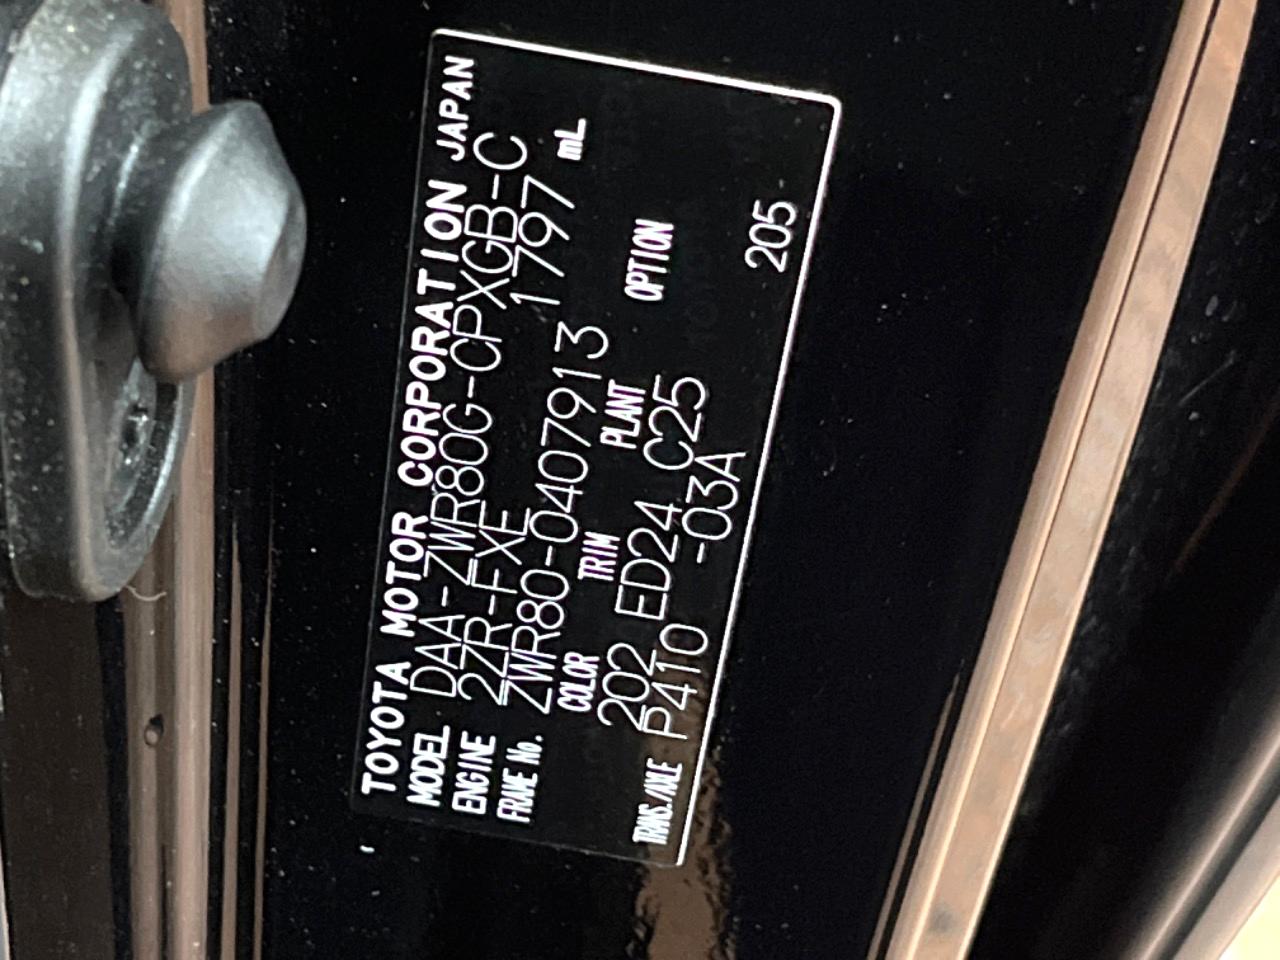 TOYOTA MOTOR CORPORATION JAPAN
MODEL DAA-ZWR80G-CPXGB-C
ENGINE 2ZR-FXE 1797 mL
FRAME No. ZWR80-0407913
COLOR TRIM PLANT OPTION
202 ED24 C25
TRANS./AXLE P410 -03A 205